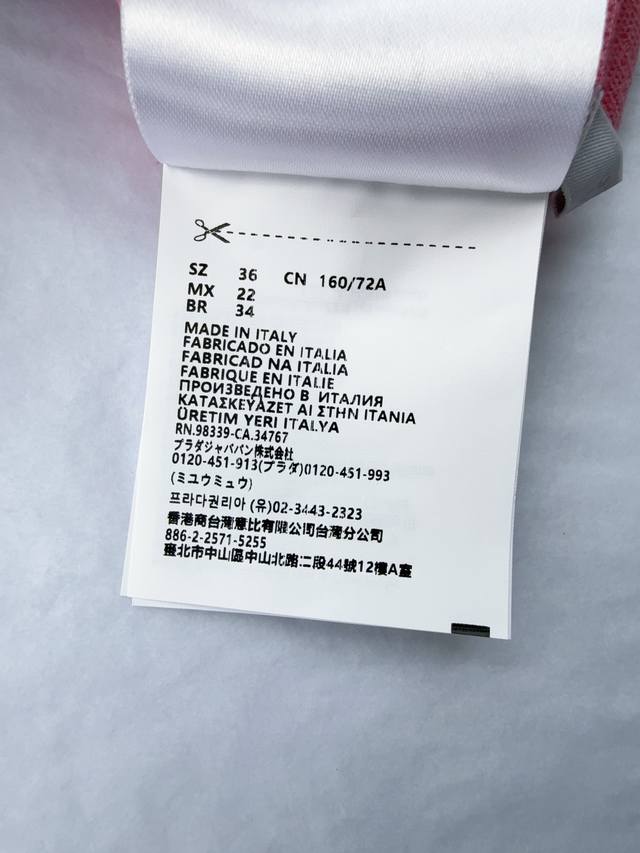 SZ 36 CN 160/72A
MX 22
BR 34
MADE IN ITALY
FABRICADO EN ITALIA
FABRICAD NA ITALIA
FABRIQUE EN ITALIE
ПРОИЗВЕДЕНО В ИТАЛИЯ
ΚΑΤΑΣΚΕΥΑΖΕΤ ΑΙ ΣΤΗΝ ΙΤΑΝΙΑ
ÜRETIM YERI ITALYA
RN.98339-CA.34767
プラダジャババン株式会社
0120-451-913(プラダ)0120-451-993
(ミユウミュウ)
프라다권리아 (유)02-3443-2323
香港商台灣意比有限公司台灣分公司
886-2-2571-5255
臺北市中山區中山北路二段44號12樓A室